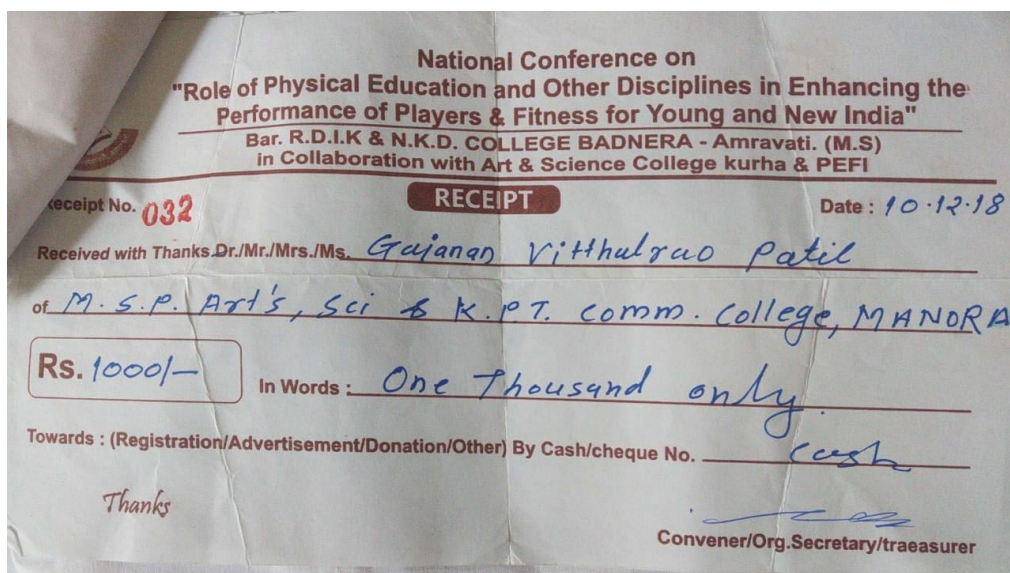 National Conference on
"Role of Physical Education and Other Disciplines in Enhancing the
Performance of Players & Fitness for Young and New India"
Bar. R.D.I.K & N.K.D. COLLEGE BADNERA - Amravati. (M.S)
in Collaboration with Art & Science College kurha & PEFI
eceipt No. 032 RECEIPT Date : 10.12.18
Received with Thanks Dr./Mr./Mrs./Ms. Gajanan Vitthulrao Patil
of M.S.P. Art's, Sci & K.P.T. Comm. College, MANORA
Rs. 1000/- In Words : One Thousand only.
Towards : (Registration/Advertisement/Donation/Other) By Cash/cheque No. Cash
Thanks
Convener/Org.Secretary/traeasurer